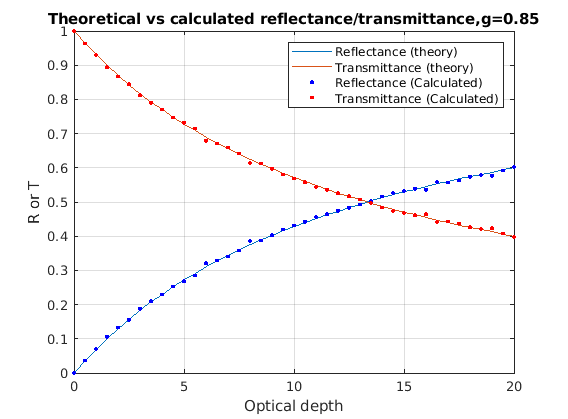 Theoretical vs calculated reflectance/transmittance,g=0.85
Reflectance (theory)
Transmittance (theory)
Reflectance (Calculated)
Transmittance (Calculated)
R or T
1
0.9
0.8
0.7
0.6
0.5
0.4
0.3
0.2
0.1
0
0 5 10 15 20
Optical depth